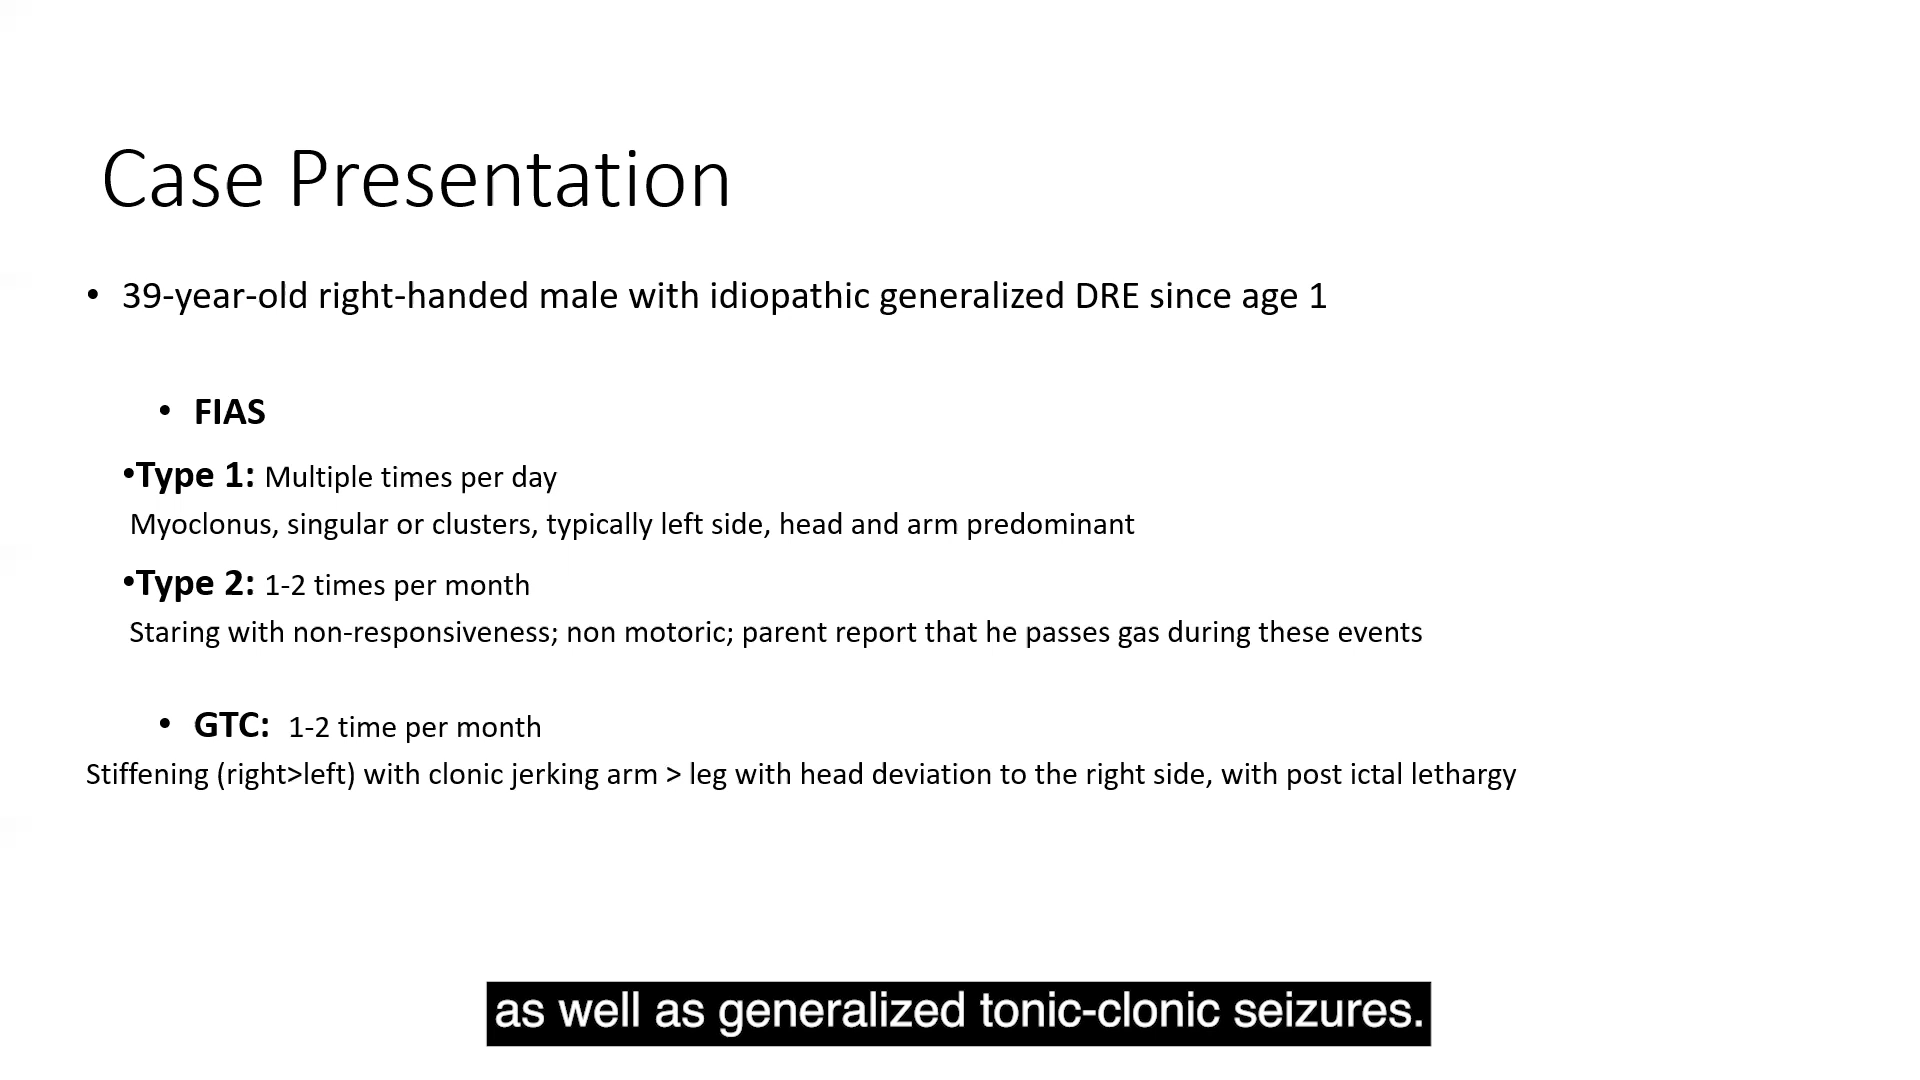 Case Presentation
• 39-year-old right-handed male with idiopathic generalized DRE since age 1
• FIAS
•Type 1: Multiple times per day
Myoclonus, singular or clusters, typically left side, head and arm predominant
•Type 2: 1-2 times per month
Staring with non-responsiveness; non motoric; parent report that he passes gas during these events
• GTC: 1-2 time per month
Stiffening (right>left) with clonic jerking arm > leg with head deviation to the right side, with post ictal lethargy
as well as generalized tonic-clonic seizures.